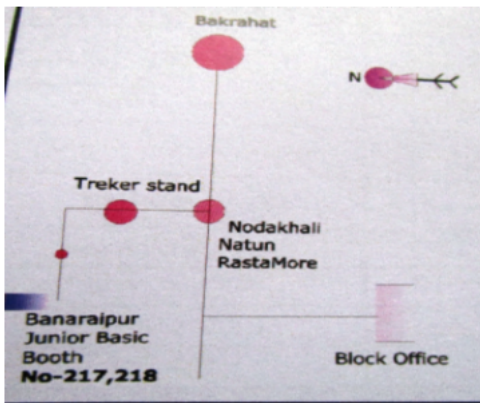 Bakrahat
N
Treker stand
Nodakhali
Natun
RastaMore
Banaraipur
Junior Basic
Booth
No-217,218
Block Office